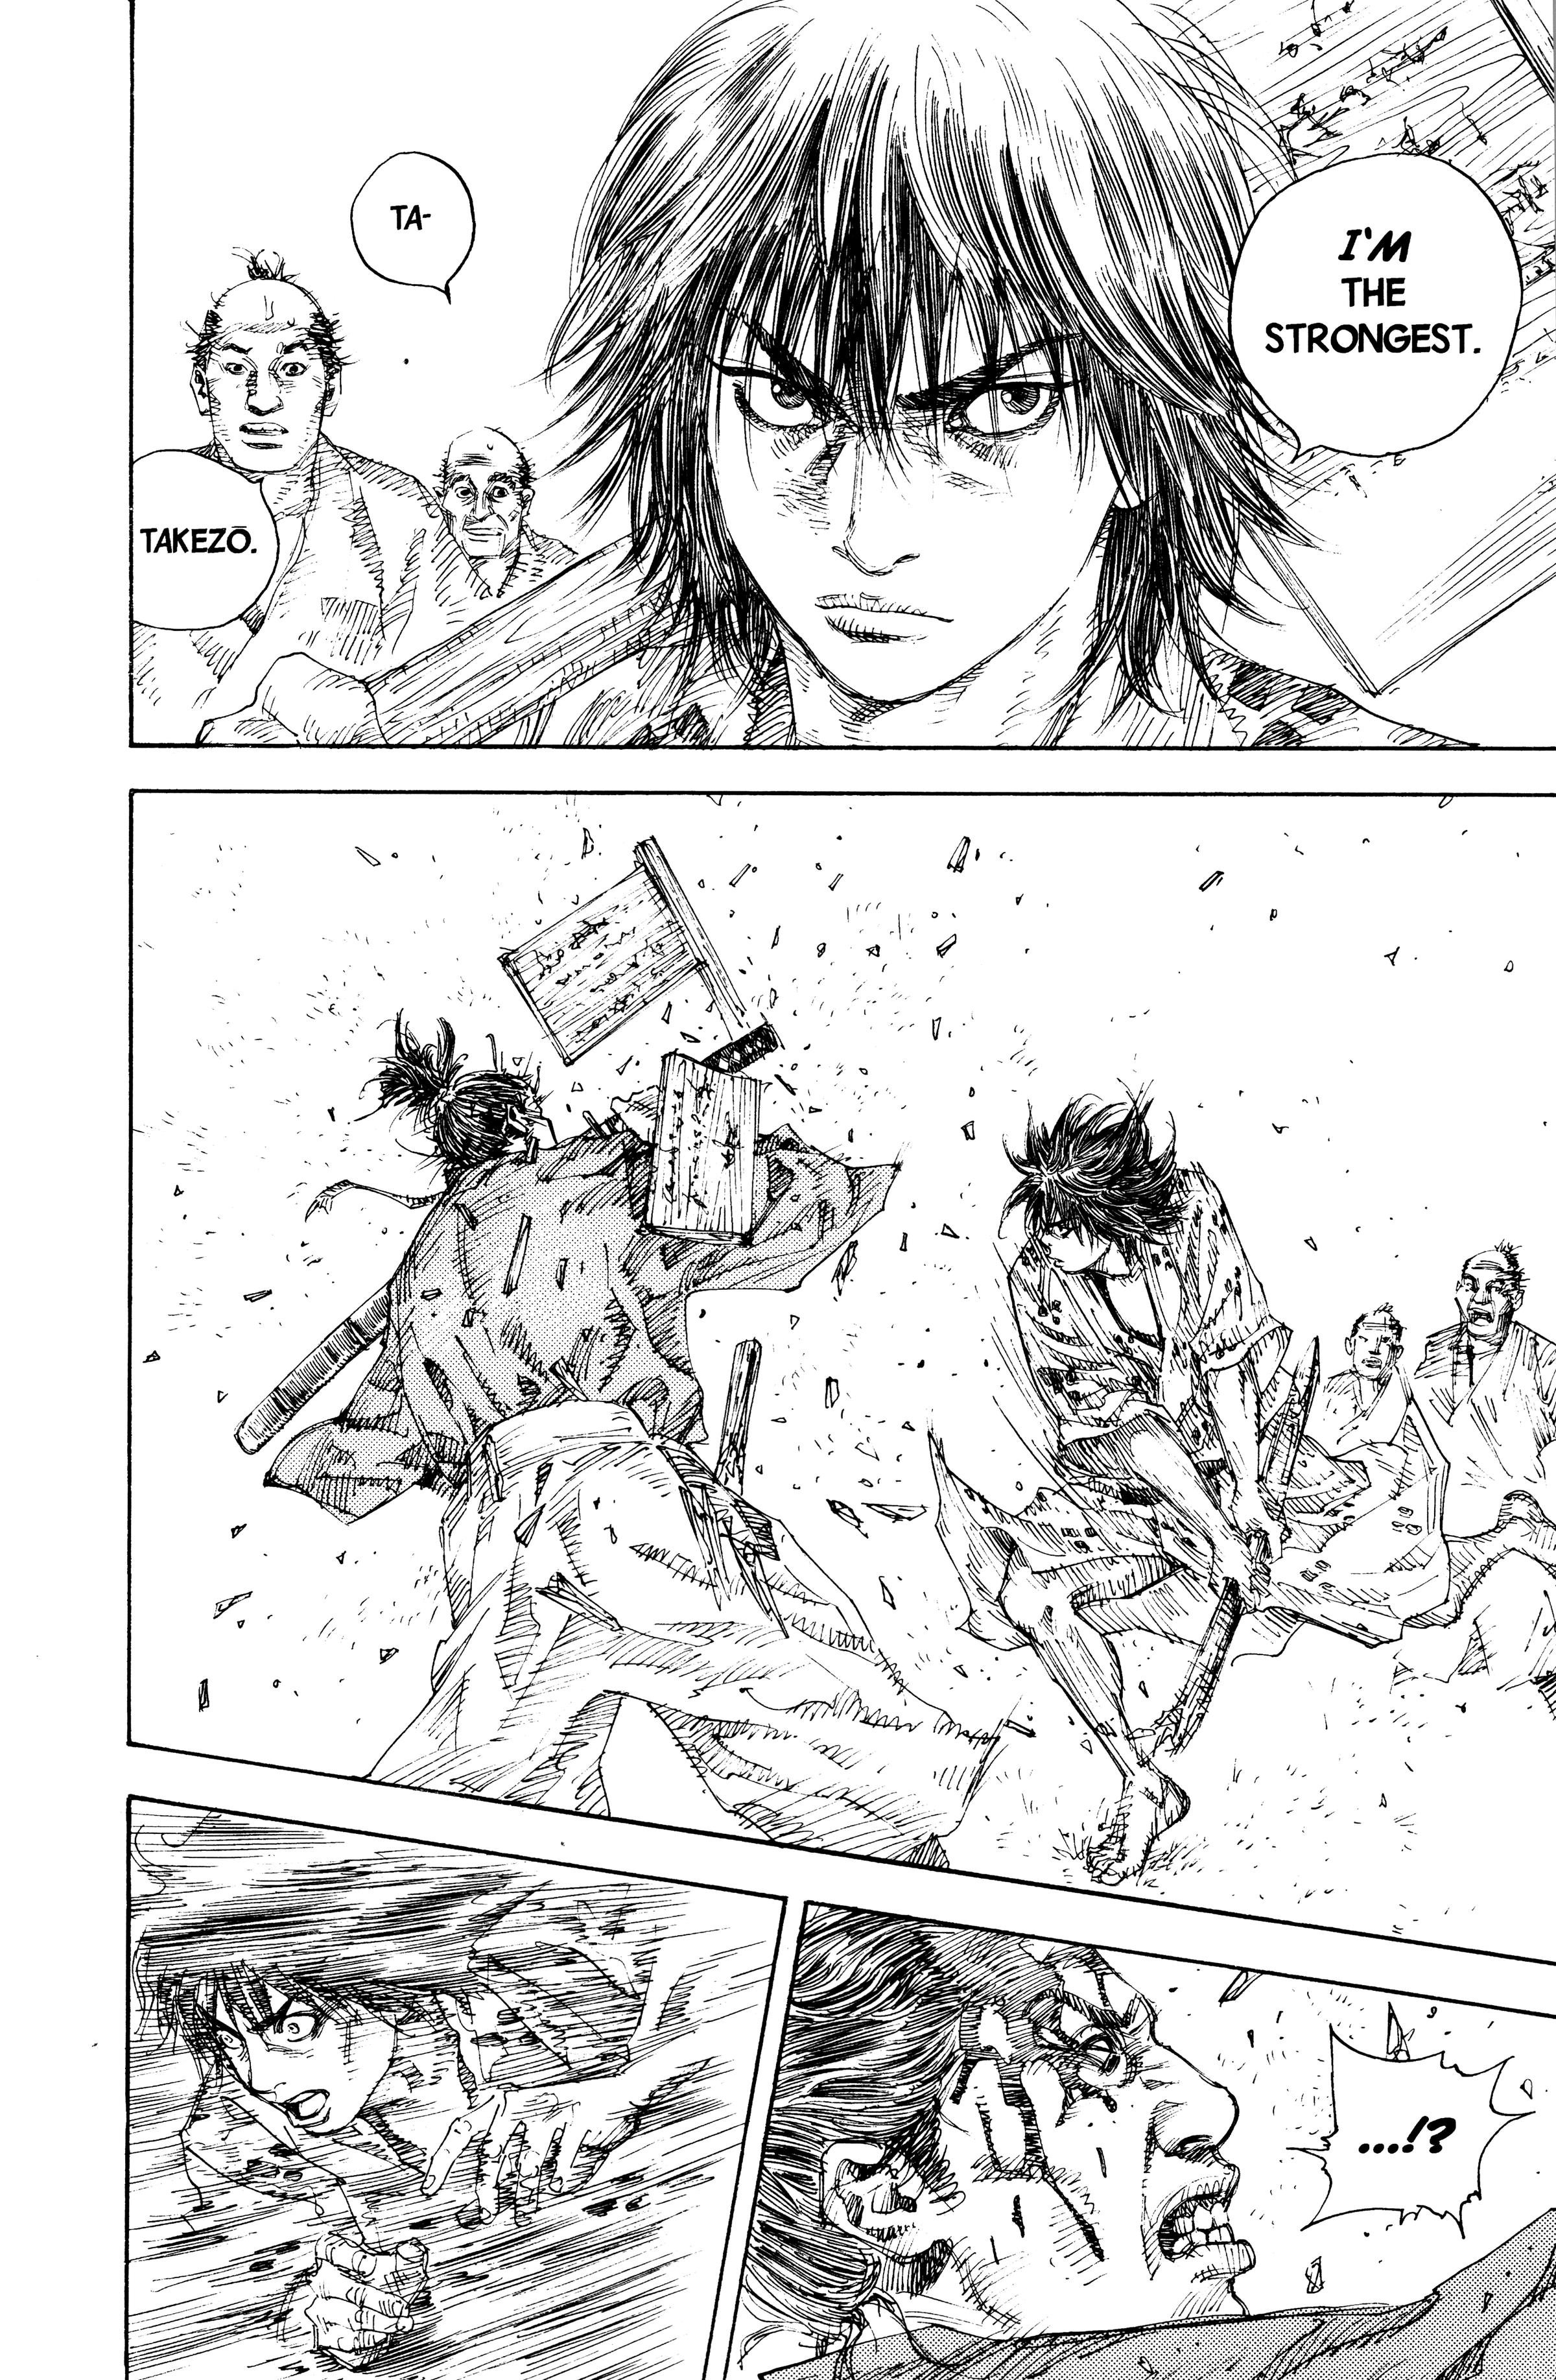 I'M
THE
STRONGEST.
TA-
TAKEZŌ.
....!?